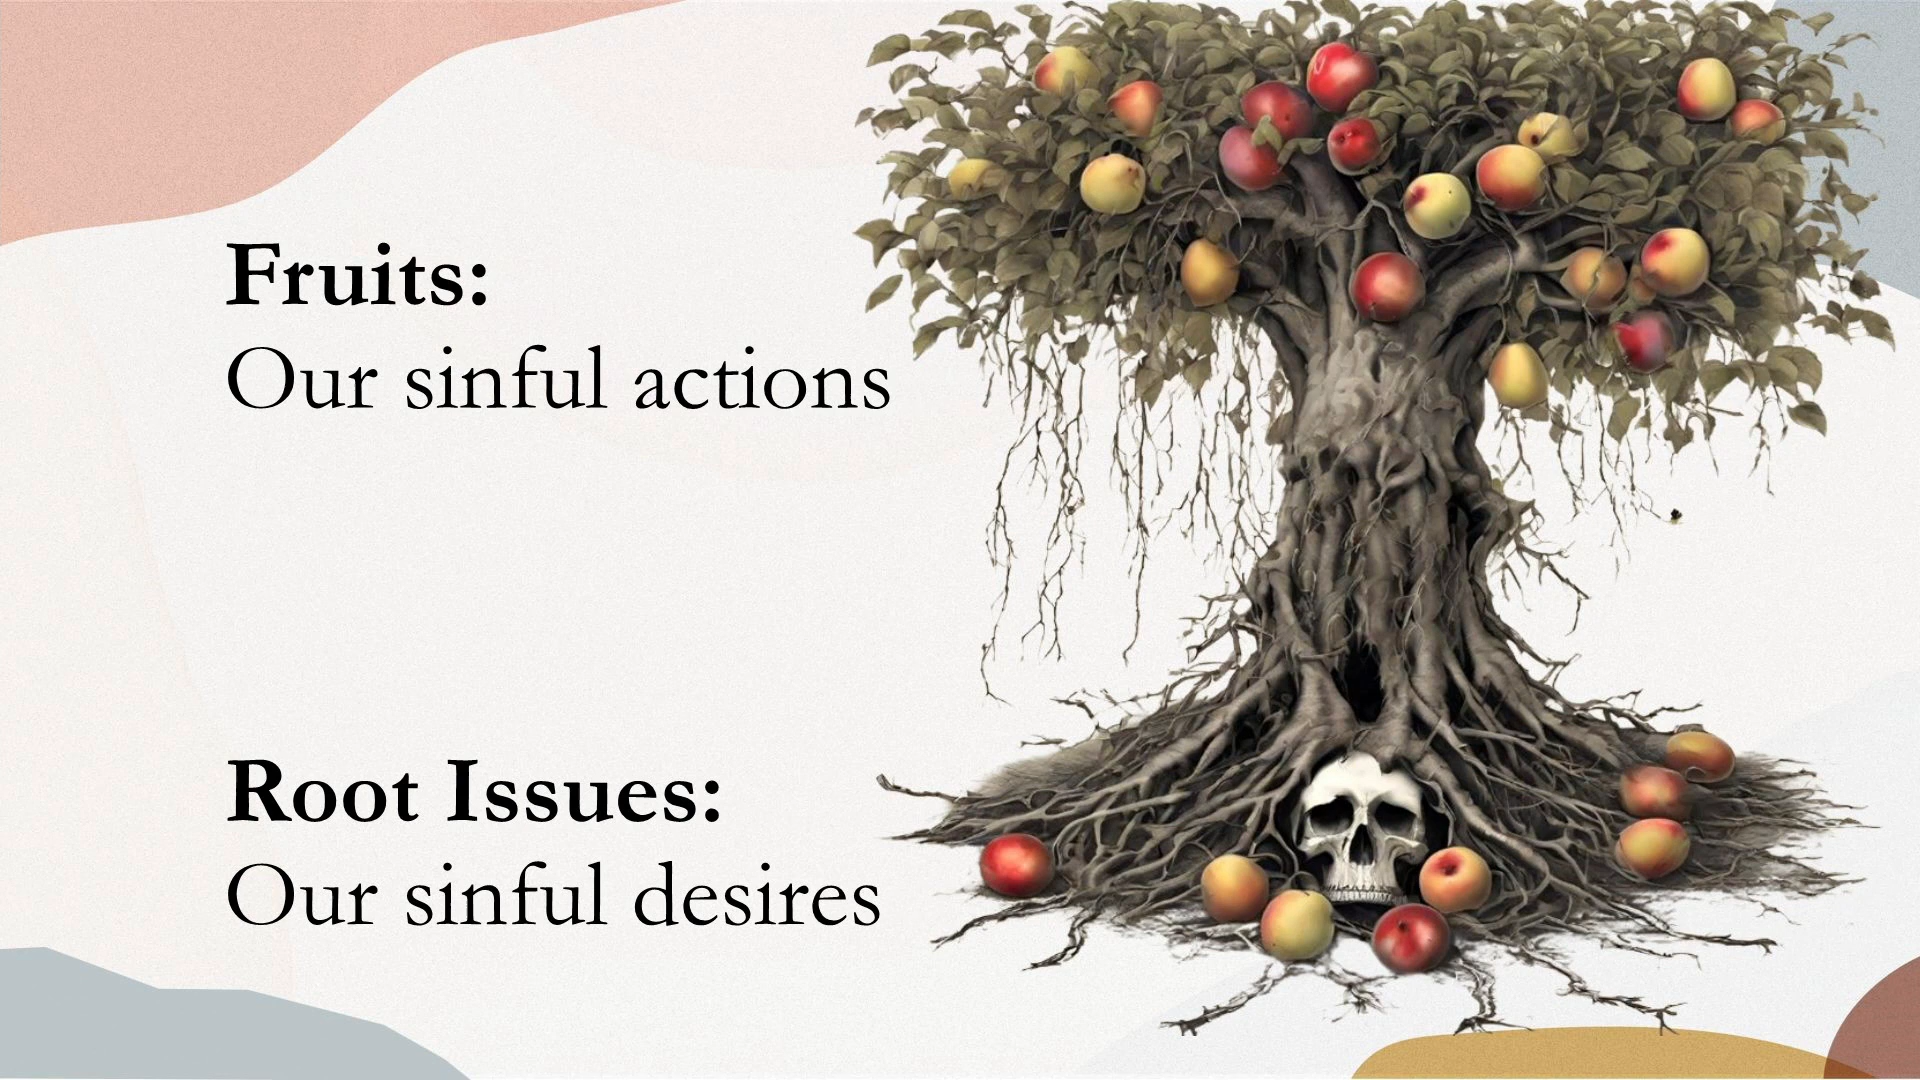 Fruits:
Our sinful actions
Root Issues:
Our sinful desires